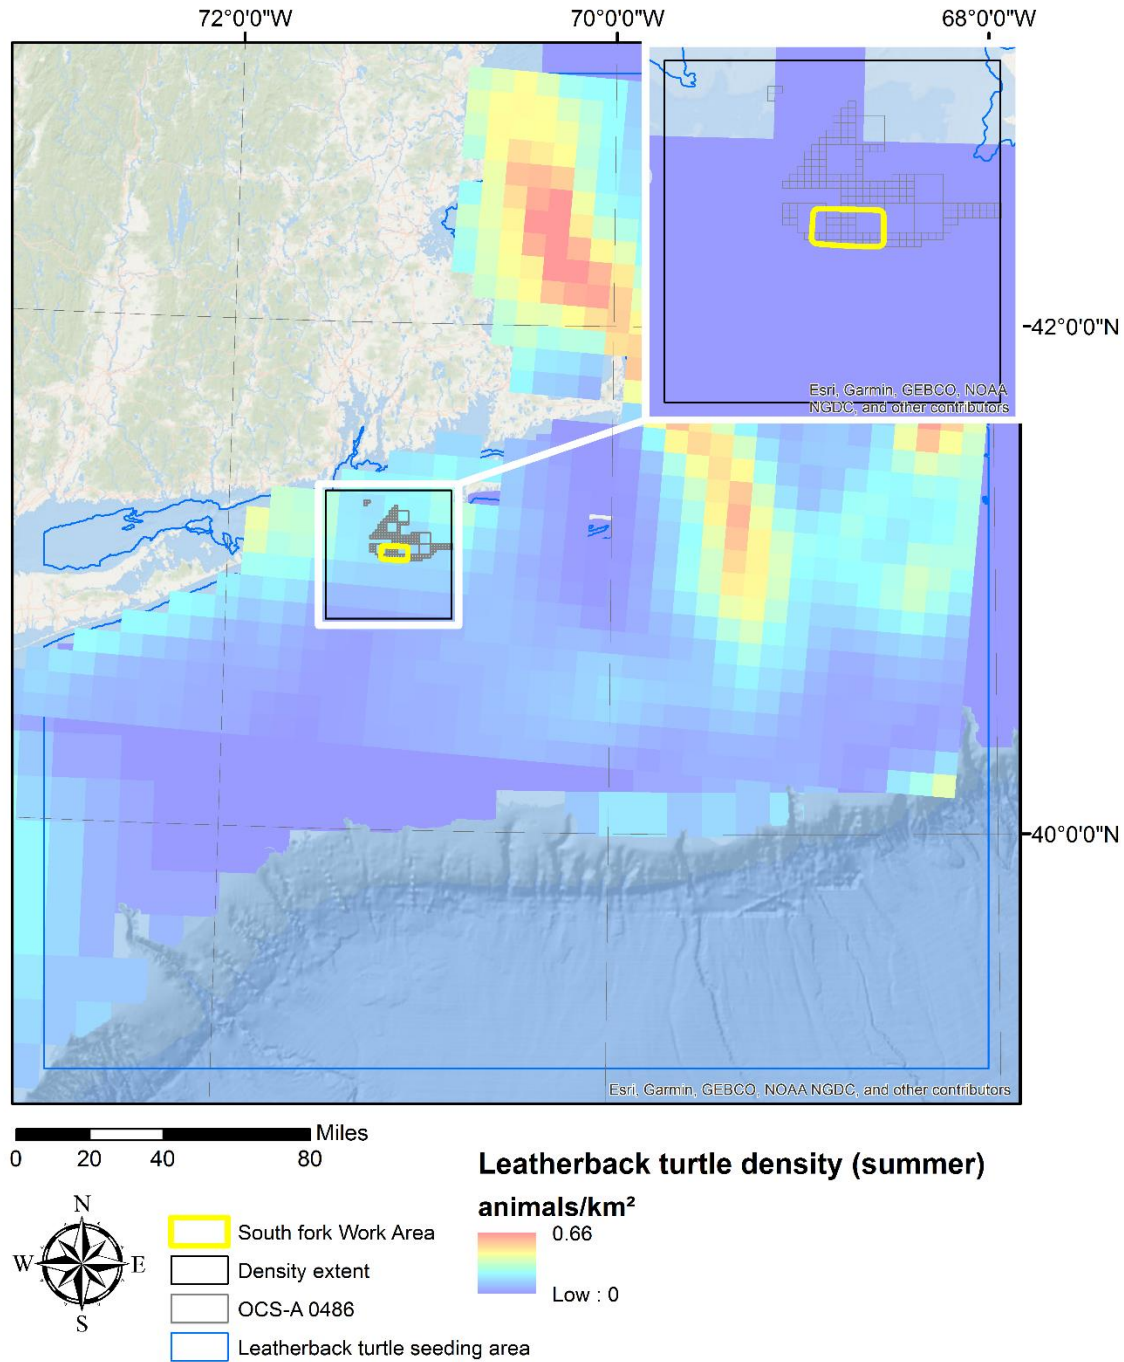 72°0'0"W
70°0'0"W
68°0'0"W
Esri, Garmin, GEBCO, NOAA
NGDC, and other contributors
42°0'0"N
40°0'0"N
Esri, Garmin, GEBCO, NOAA NGDC, and other contributors
Miles
0 20 40 80
N
W E
S
South fork Work Area
Density extent
OCS-A 0486
Leatherback turtle seeding area
Leatherback turtle density (summer)
animals/km²
0.66
Low : 0